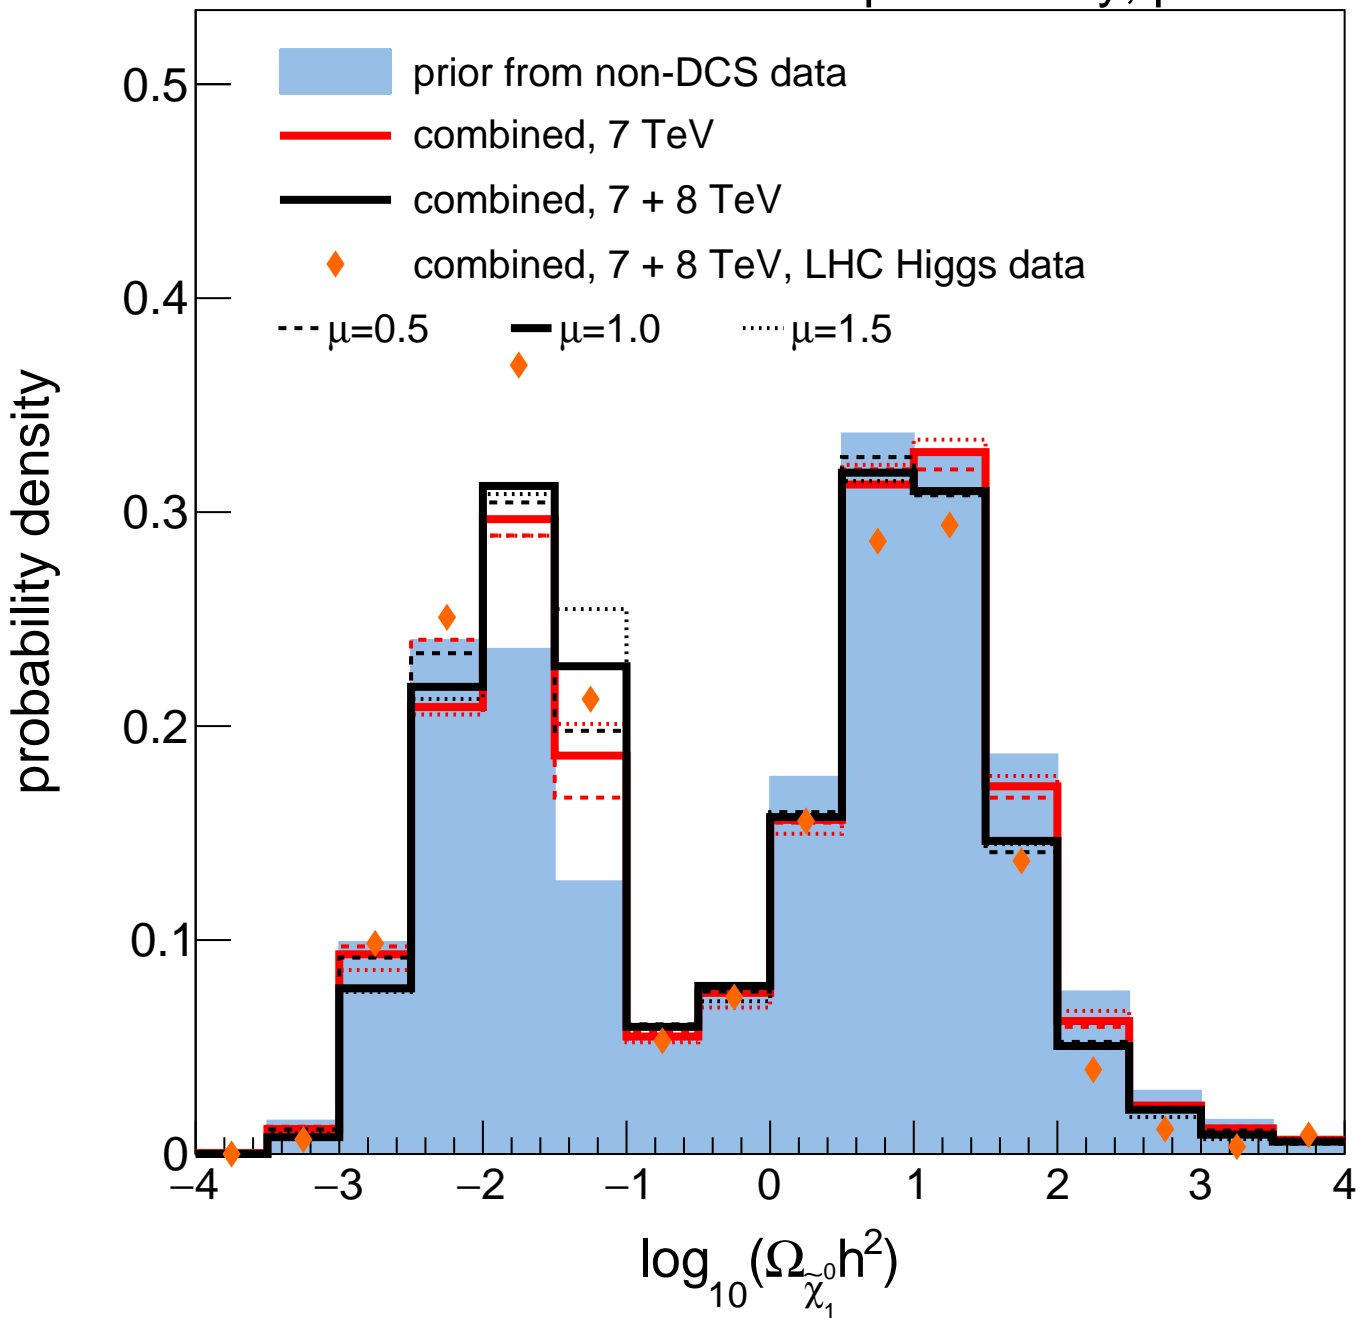 prior from non-DCS data
combined, 7 TeV
combined, 7 + 8 TeV
combined, 7 + 8 TeV, LHC Higgs data
μ=0.5 μ=1.0 μ=1.5
probability density
0.5
0.4
0.3
0.2
0.1
0
−4 −3 −2 −1 0 1 2 3 4
log₁₀(Ω_χ̃₁⁰h²)